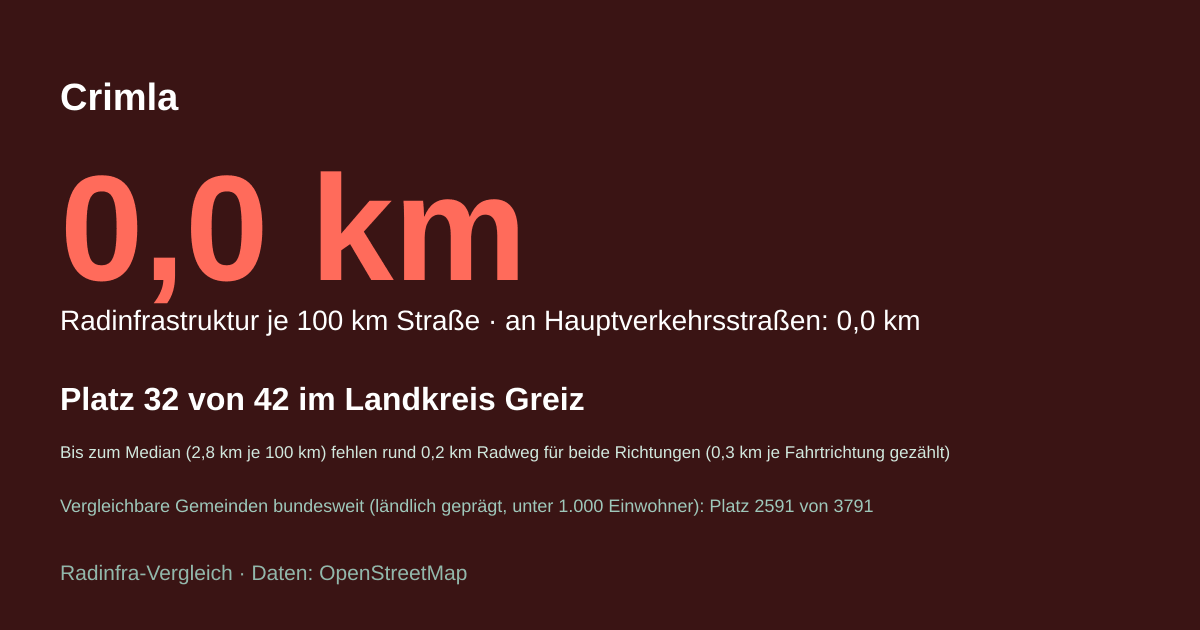 Crimla
0,0 km
Radinfrastruktur je 100 km Straße · an Hauptverkehrsstraßen: 0,0 km
Platz 32 von 42 im Landkreis Greiz
Bis zum Median (2,8 km je 100 km) fehlen rund 0,2 km Radweg für beide Richtungen (0,3 km je Fahrtrichtung gezählt)
Vergleichbare Gemeinden bundesweit (ländlich geprägt, unter 1.000 Einwohner): Platz 2591 von 3791
Radinfra-Vergleich · Daten: OpenStreetMap